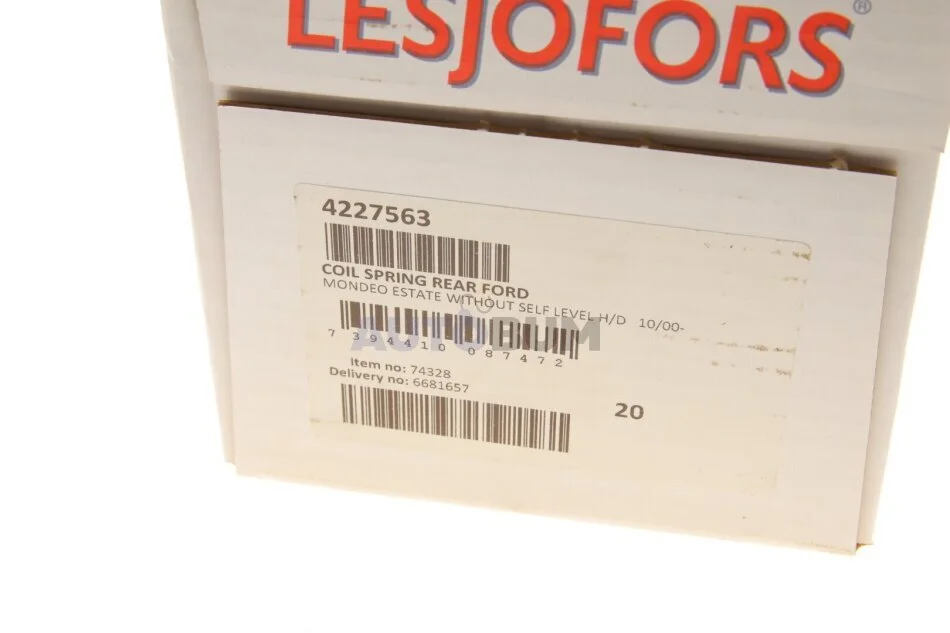 LESJOFORS®
4227563
COIL SPRING REAR FORD
MONDEO ESTATE WITHOUT SELF LEVEL H/D 10/00-
AUTOBUM
7 394410 087472
Item no: 74328
Delivery no: 6681657
20